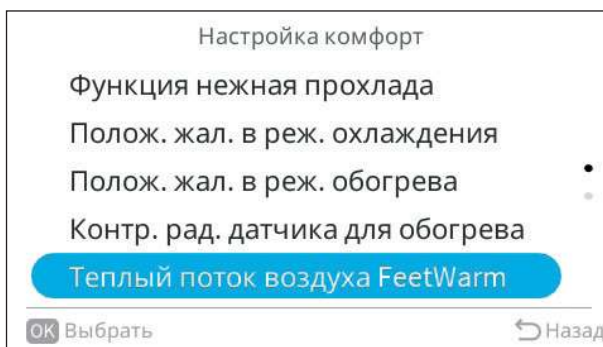 Настройка комфорт
Функция нежная прохлада
Полож. жал. в реж. охлаждения
Полож. жал. в реж. обогрева
Контр. рад. датчика для обогрева
Теплый поток воздуха FeetWarm
OK Выбрать Назад